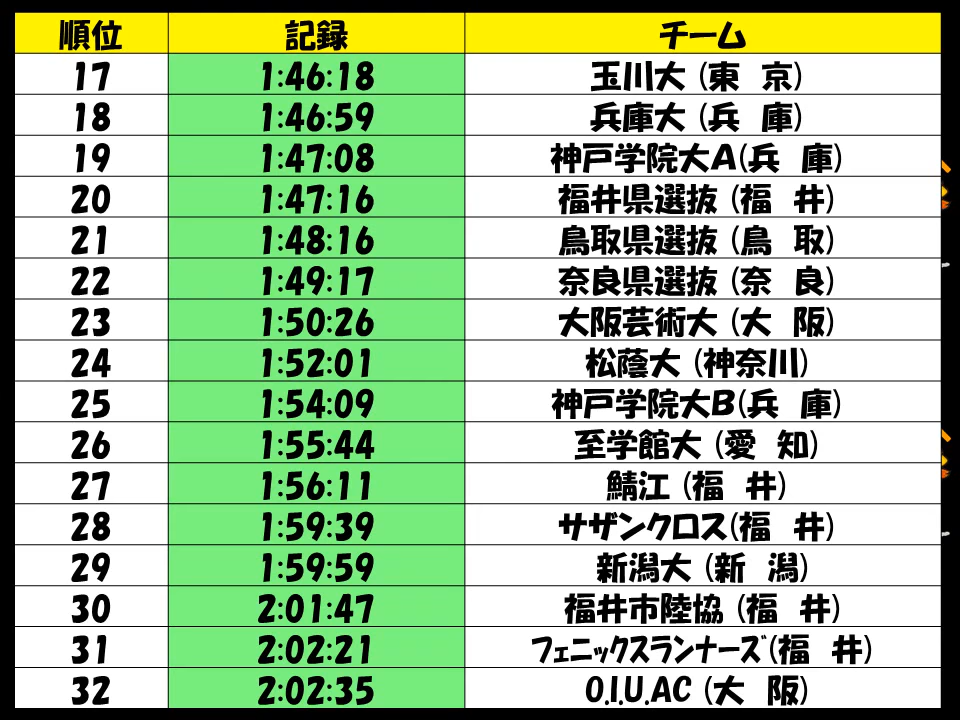 順位 記録 チーム
17 1:46:18 玉川大 (東 京)
18 1:46:59 兵庫大 (兵 庫)
19 1:47:08 神戸学院大A(兵 庫)
20 1:47:16 福井県選抜 (福 井)
21 1:48:16 鳥取県選抜 (鳥 取)
22 1:49:17 奈良県選抜 (奈 良)
23 1:50:26 大阪芸術大 (大 阪)
24 1:52:01 松蔭大 (神奈川)
25 1:54:09 神戸学院大B(兵 庫)
26 1:55:44 至学館大 (愛 知)
27 1:56:11 鯖江 (福 井)
28 1:59:39 サザンクロス(福 井)
29 1:59:59 新潟大 (新 潟)
30 2:01:47 福井市陸協 (福 井)
31 2:02:21 フェニックスランナーズ(福 井)
32 2:02:35 O.I.U.AC (大 阪)